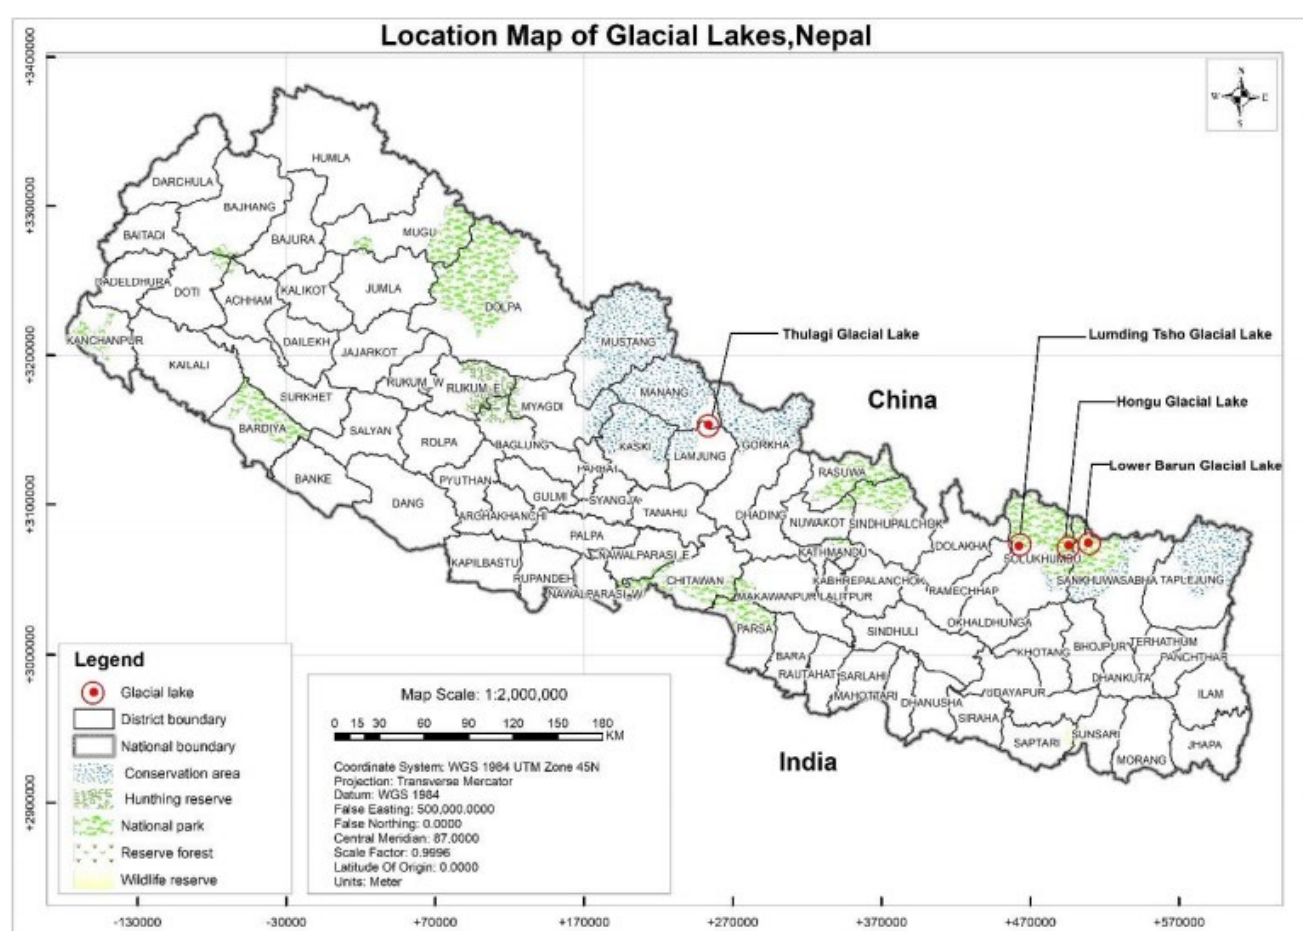 Location Map of Glacial Lakes,Nepal
+3400000
+3300000
+3200000
+3100000
+3000000
+2900000
N
W
E
S
HUMLA
DARCHULA
BAJHANG
BAITADI
BAJURA
MUGU
DADELDHURA
DOTI
ACHHAM
KALIKOT
JUMLA
DOLPA
KANCHANPUR
KAILALI
DAILEKH
JAJARKOT
MUSTANG
Thulagi Glacial Lake
Lumding Tsho Glacial Lake
SURKHET
RUKUM_W
RUKUM_E
MYAGDI
MANANG
China
Hongu Glacial Lake
BARDIYA
SALYAN
ROLPA
BAGLUNG
KASKI
LAMJUNG
GORKHA
Lower Barun Glacial Lake
BANKE
DANG
PYUTHAN
GULMI
PARBAT
SYANGJA
TANAHU
RASUWA
ARGHAKHANCHI
DHADING
NUWAKOT
SINDHUPALCHOK
PALPA
KATHMANDU
DOLAKHA
SOLUKHUMBU
KAPILBASTU
RUPANDEH
NAWALPARASI_E
NAWALPARASI_W
CHITAWAN
MAKAWANPUR
LALITPUR
KABHREPALANCHOK
RAMECHHAP
SANKHUWASABHA
TAPLEJUNG
PARSA
BARA
RAUTAHAT
SARLAHI
MAHOTTARI
SINDHULI
OKHALDHUNGA
KHOTANG
BHOJPUR
TERHATHUM
PANCHTHAR
DHANKUTA
DHANUSHA
SIRAHA
UDAYAPUR
ILAM
SAPTARI
SUNSARI
MORANG
JHAPA
India
Legend
Glacial lake
District boundary
National boundary
Conservation area
Hunthing reserve
National park
Reserve forest
Wildlife reserve
Map Scale: 1:2,000,000
0 15 30 60 90 120 150 180
KM
Coordinate System: WGS 1984 UTM Zone 45N
Projection: Transverse Mercator
Datum: WGS 1984
False Easting: 500,000.0000
False Northing: 0.0000
Central Meridian: 87.0000
Scale Factor: 0.9996
Latitude Of Origin: 0.0000
Units: Meter
-130000 -30000 +70000 +170000 +270000 +370000 +470000 +570000